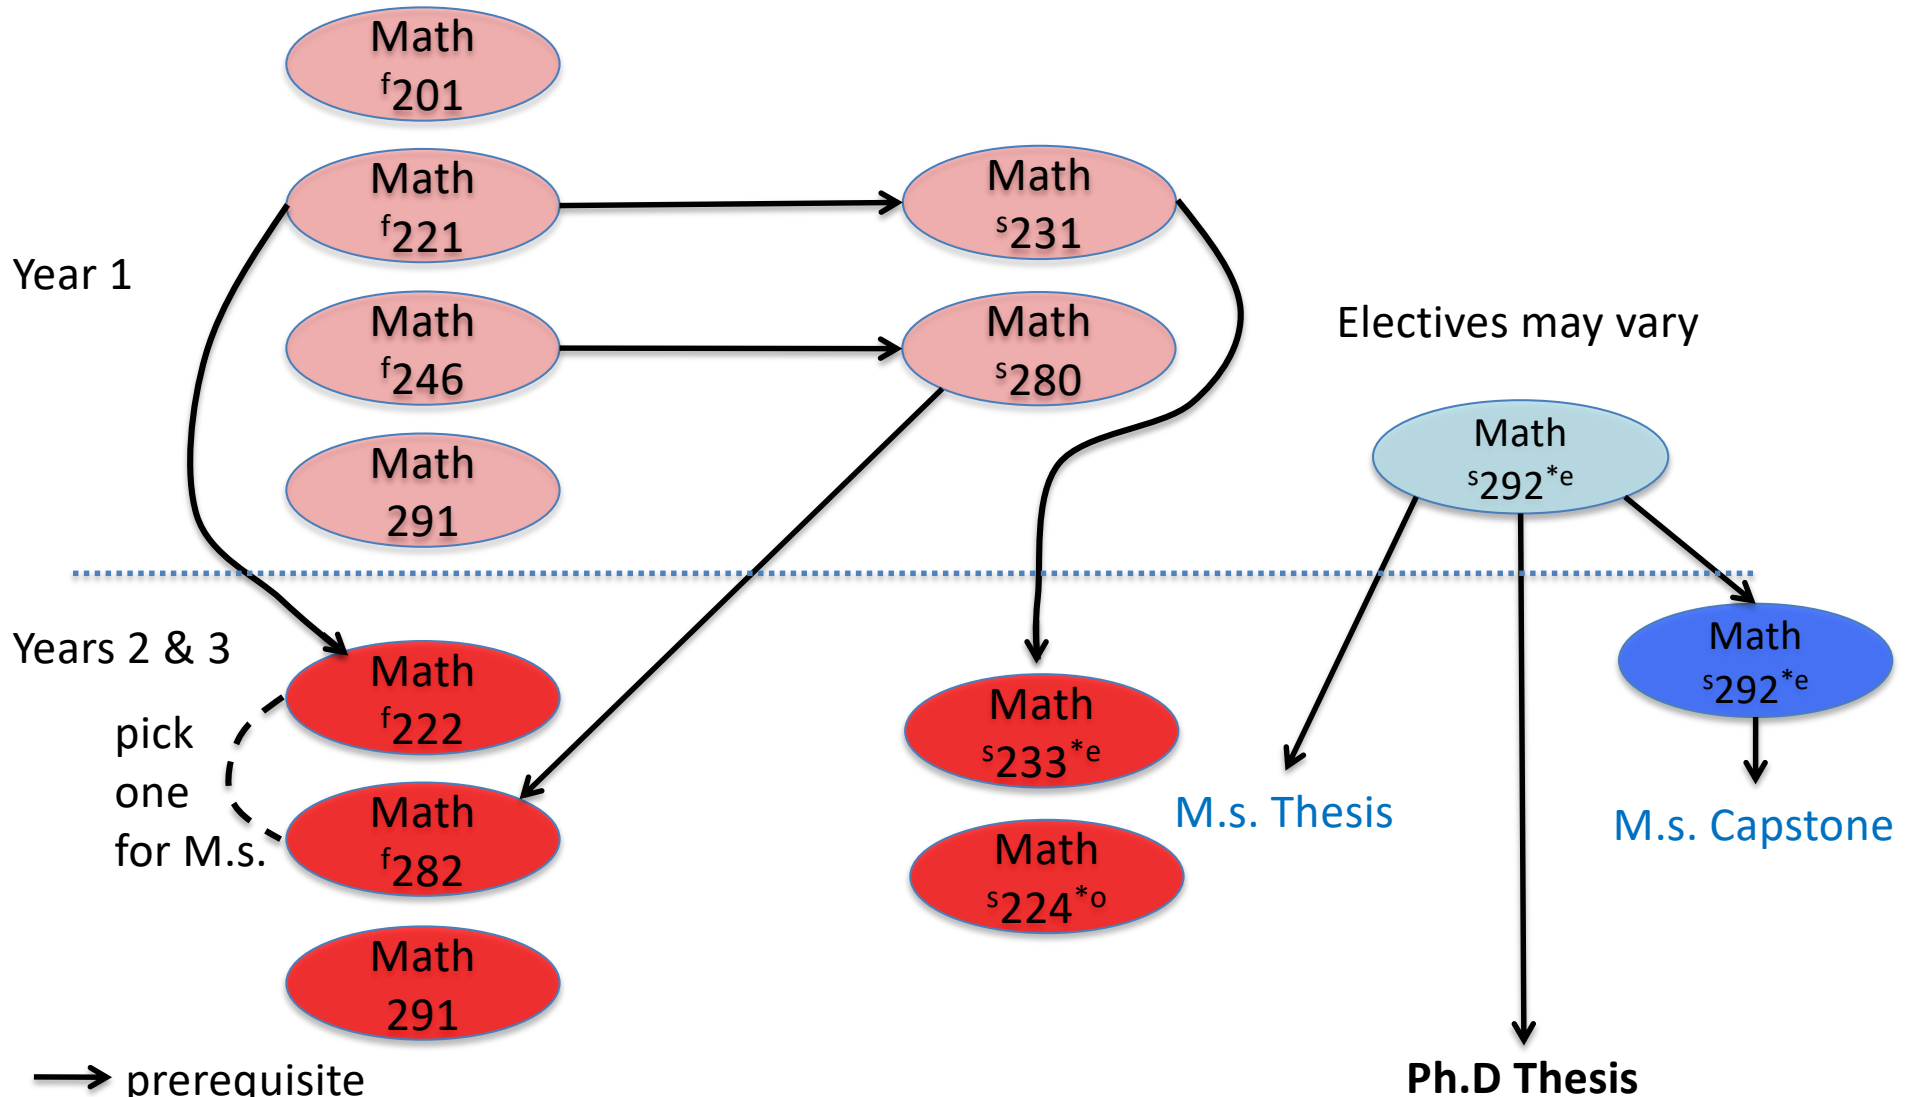 Math
ᶠ201
Math
ᶠ221
Math
ˢ231
Year 1
Math
ᶠ246
Math
ˢ280
Electives may vary
Math
291
Math
ˢ292*ᵉ
Years 2 & 3
pick
one
for M.s.
Math
ᶠ222
Math
ᶠ282
Math
291
Math
ˢ233*ᵉ
Math
ˢ224*ᵒ
M.s. Thesis
Math
ˢ292*ᵉ
M.s. Capstone
prerequisite
Ph.D Thesis